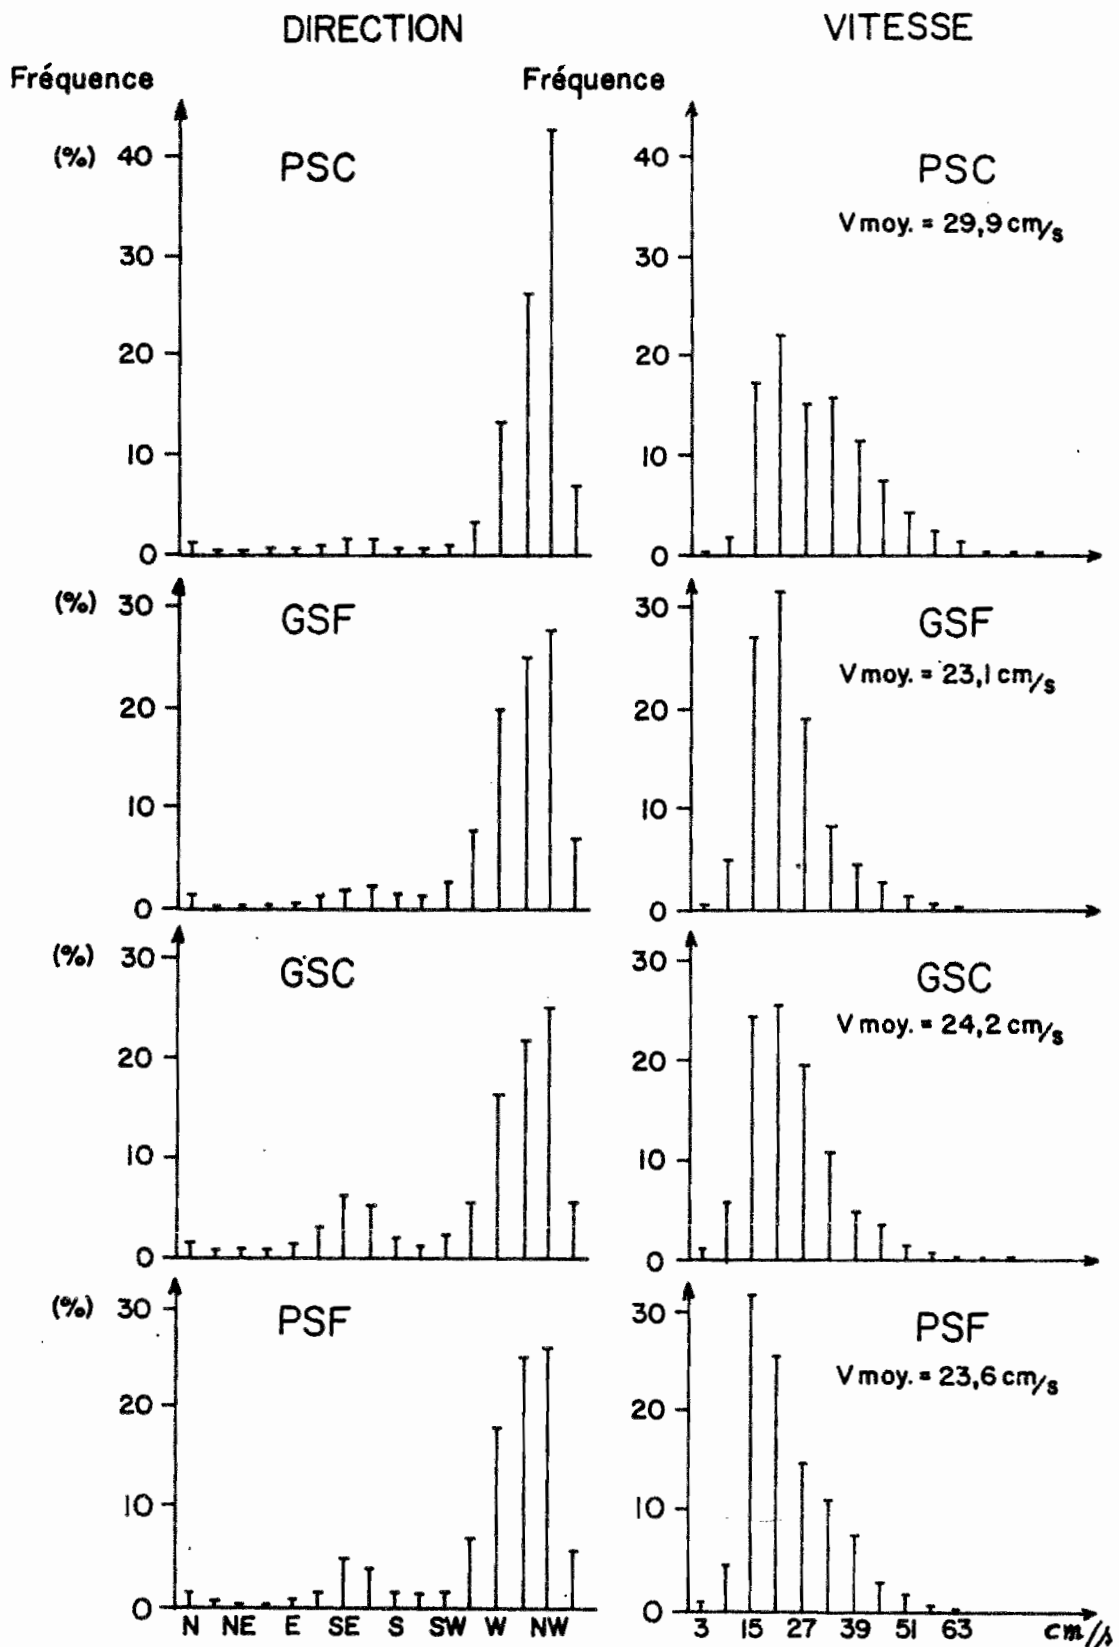 DIRECTION VITESSE
Fréquence Fréquence
(%) 40 PSC 40 PSC
V moy. = 29,9 cm/s
30 30
20 20
10 10
0 0
(%) 30 GSF 30 GSF
V moy. = 23,1 cm/s
20 20
10 10
0 0
(%) 30 GSC 30 GSC
V moy. = 24,2 cm/s
20 20
10 10
0 0
(%) 30 PSF 30 PSF
V moy. = 23,6 cm/s
20 20
10 10
0 0
N NE E SE S SW W NW 3 15 27 39 51 63